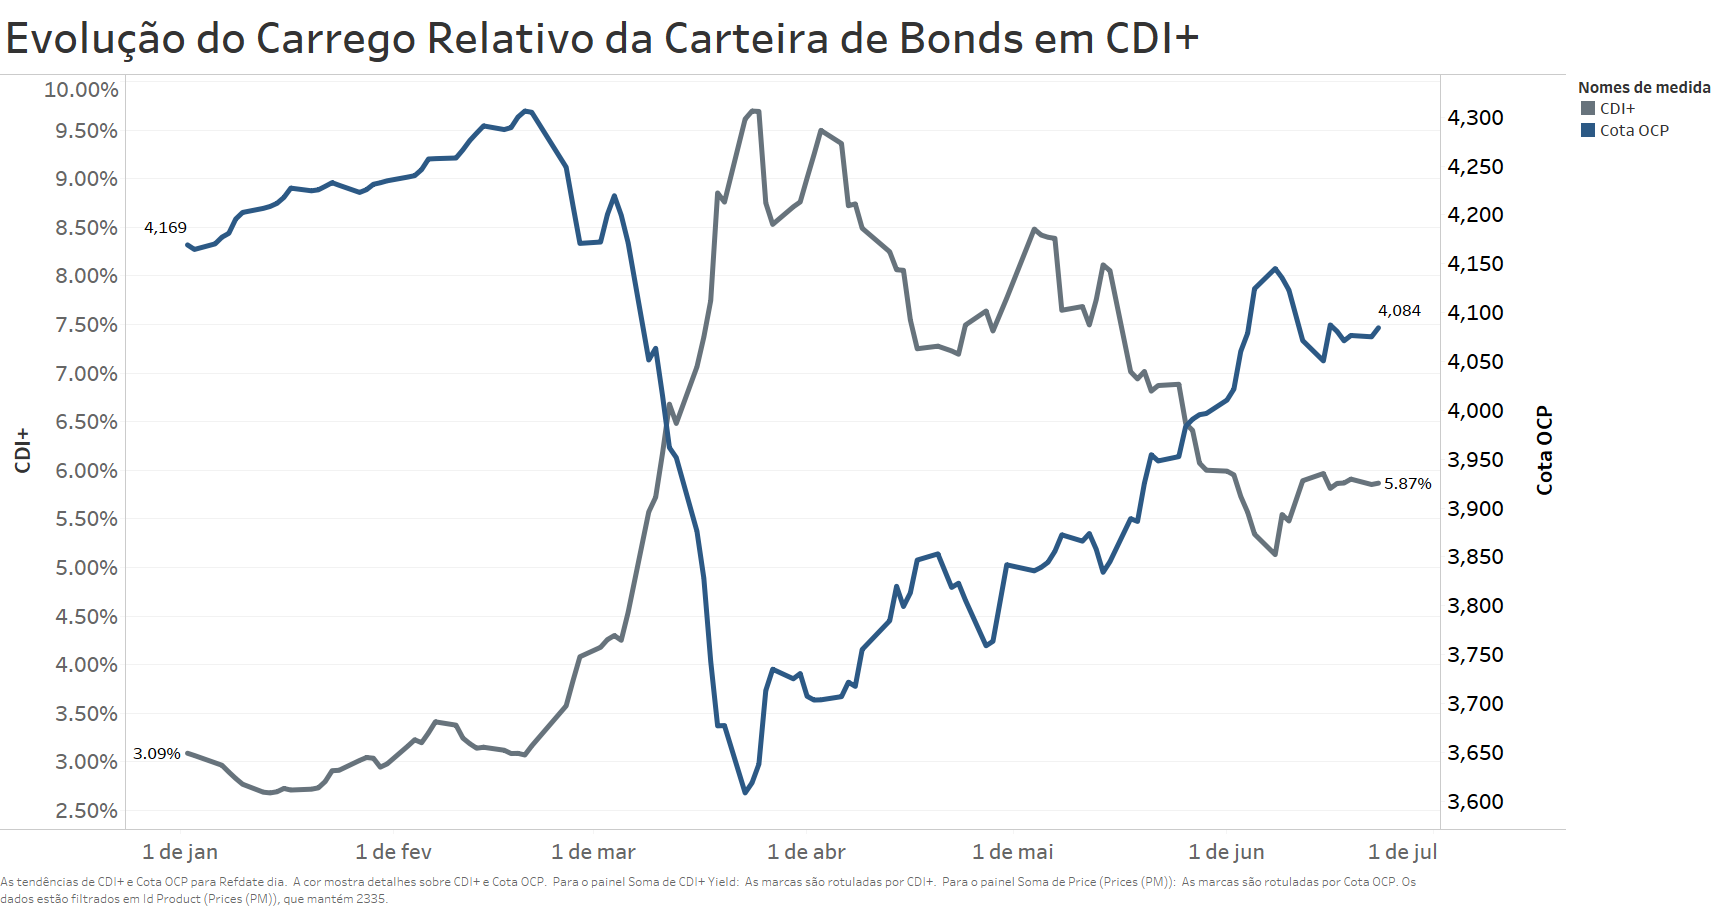 Evolução do Carrego Relativo da Carteira de Bonds em CDI+
Nomes de medida
CDI+
Cota OCP
10.00%
9.50%
9.00%
8.50%
8.00%
7.50%
7.00%
6.50%
6.00%
5.50%
5.00%
4.50%
4.00%
3.50%
3.00%
2.50%
CDI+
4,169
3.09%
4,084
5.87%
4,300
4,250
4,200
4,150
4,100
4,050
4,000
3,950
3,900
3,850
3,800
3,750
3,700
3,650
3,600
Cota OCP
1 de jan
1 de fev
1 de mar
1 de abr
1 de mai
1 de jun
1 de jul
As tendências de CDI+ e Cota OCP para Refdate dia. A cor mostra detalhes sobre CDI+ e Cota OCP. Para o painel Soma de CDI+ Yield: As marcas são rotuladas por CDI+. Para o painel Soma de Price (Prices (PM)): As marcas são rotuladas por Cota OCP. Os
dados estão filtrados em Id Product (Prices (PM)), que mantém 2335.